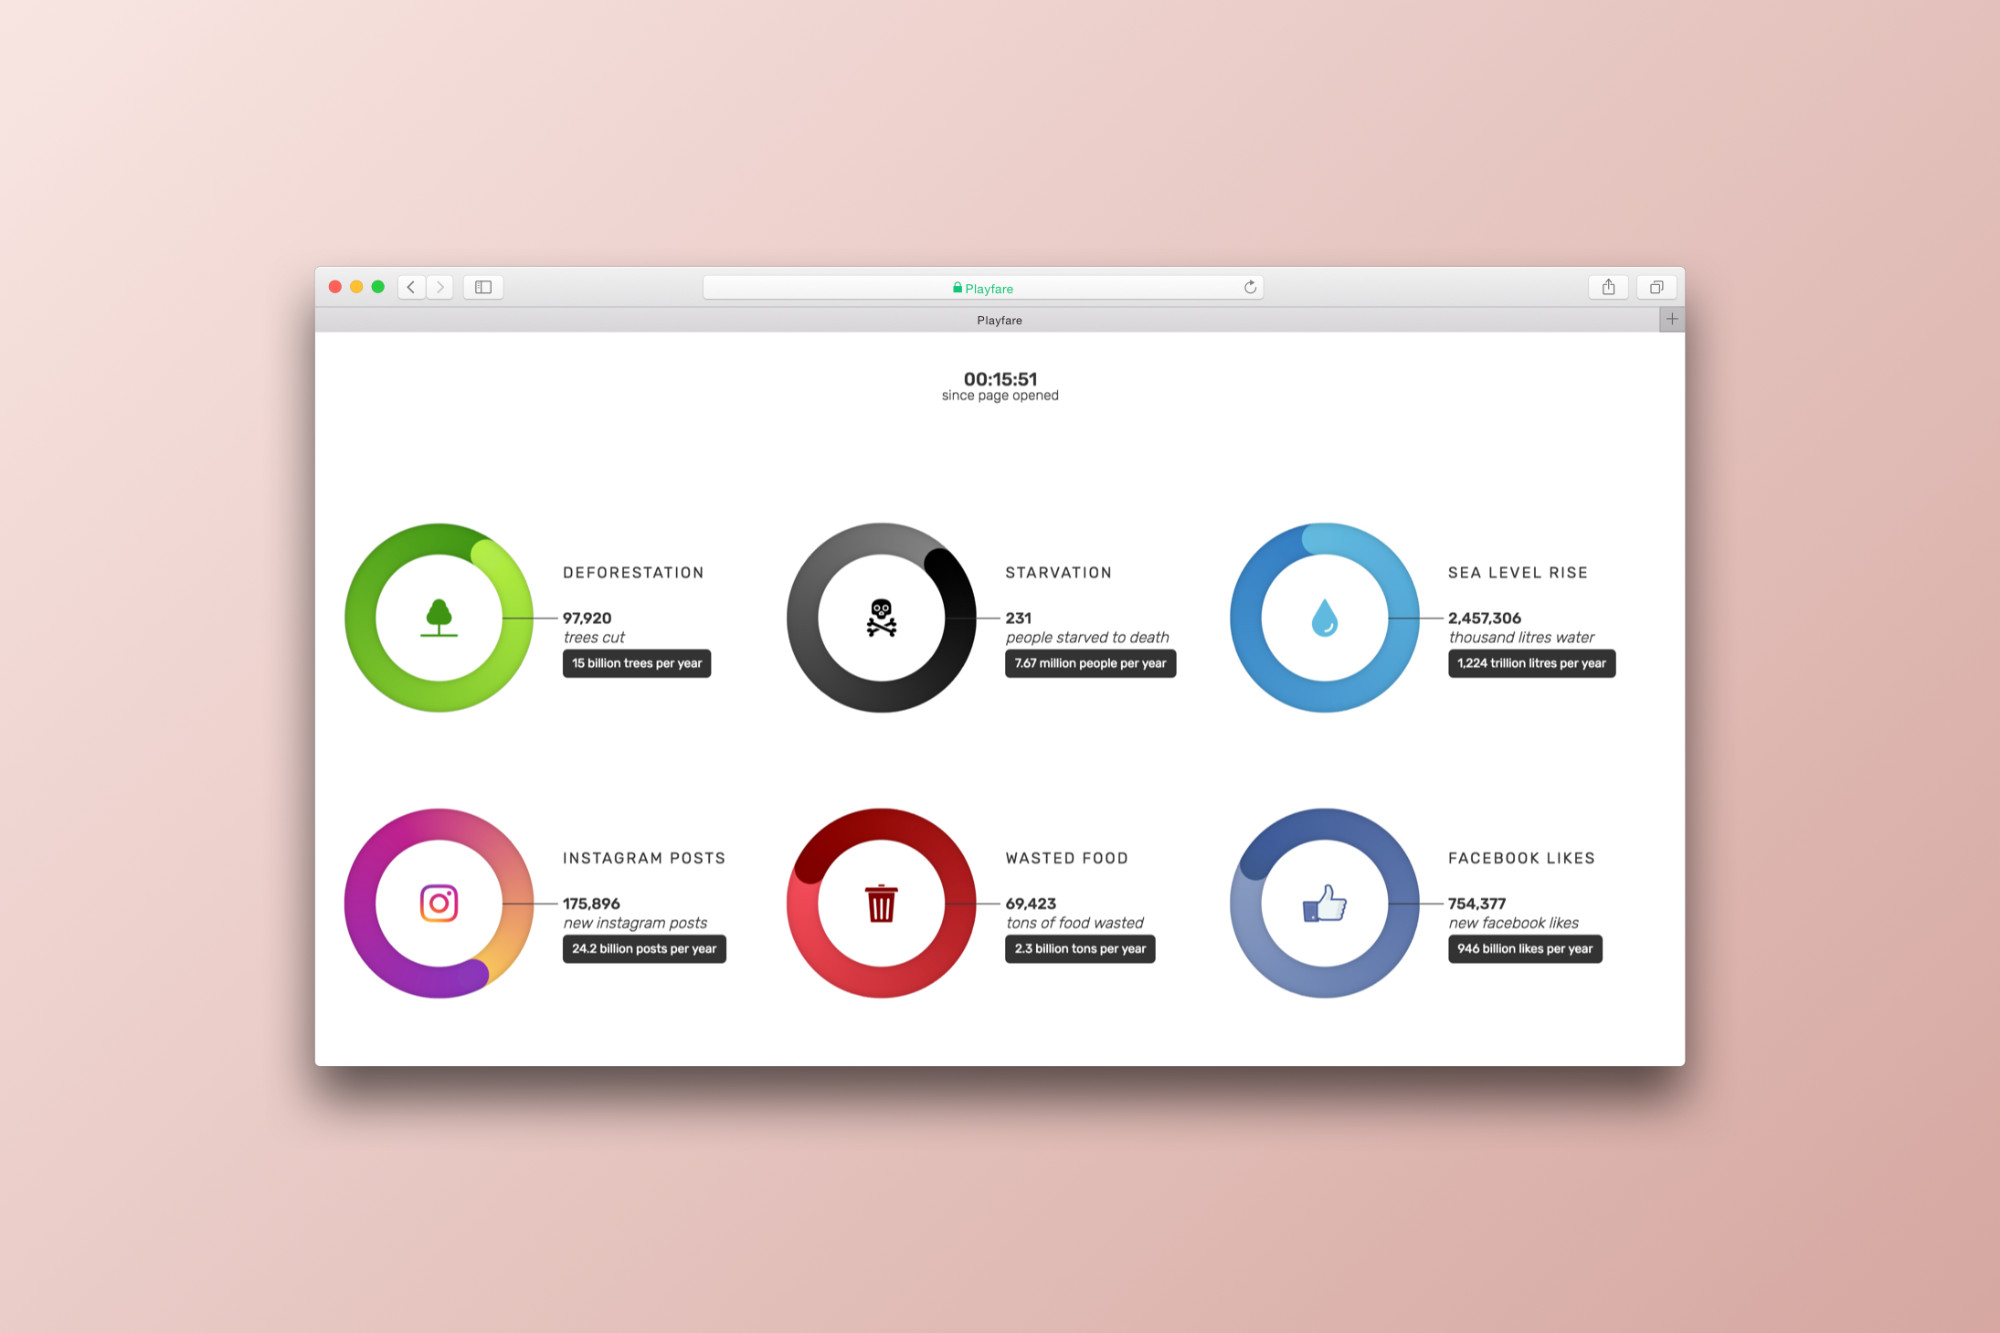 Playfare
Playfare
00:15:51
since page opened
DEFORESTATION
97,920
trees cut
15 billion trees per year
STARVATION
231
people starved to death
7.67 million people per year
SEA LEVEL RISE
2,457,306
thousand litres water
1,224 trillion litres per year
INSTAGRAM POSTS
175,896
new instagram posts
24.2 billion posts per year
WASTED FOOD
69,423
tons of food wasted
2.3 billion tons per year
FACEBOOK LIKES
754,377
new facebook likes
946 billion likes per year